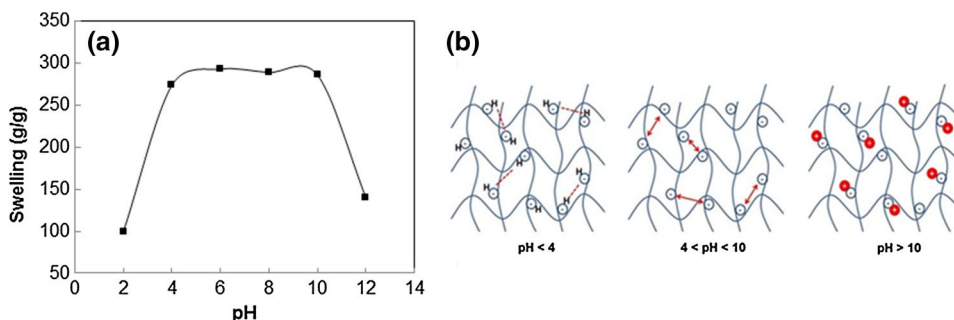 (a)
350
300
250
200
150
100
50
Swelling (g/g)
0 2 4 6 8 10 12 14
pH
(b)
H H H
H H
H H
H H
H H
pH < 4
4 < pH < 10
pH > 10